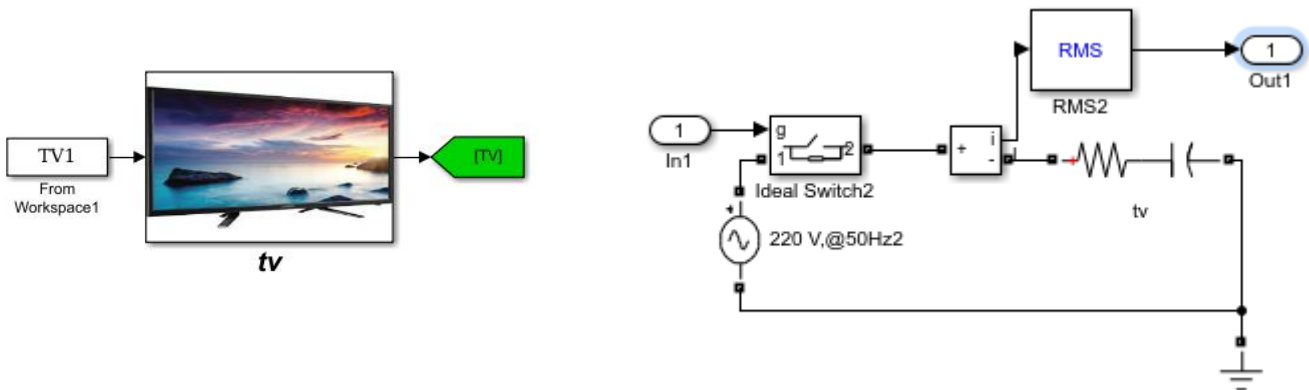 TV1
From
Workspace1
tv
[TV]
1
In1
g
1
2
Ideal Switch2
220 V,@50Hz2
+
i
-
RMS
RMS2
1
Out1
+
tv
+